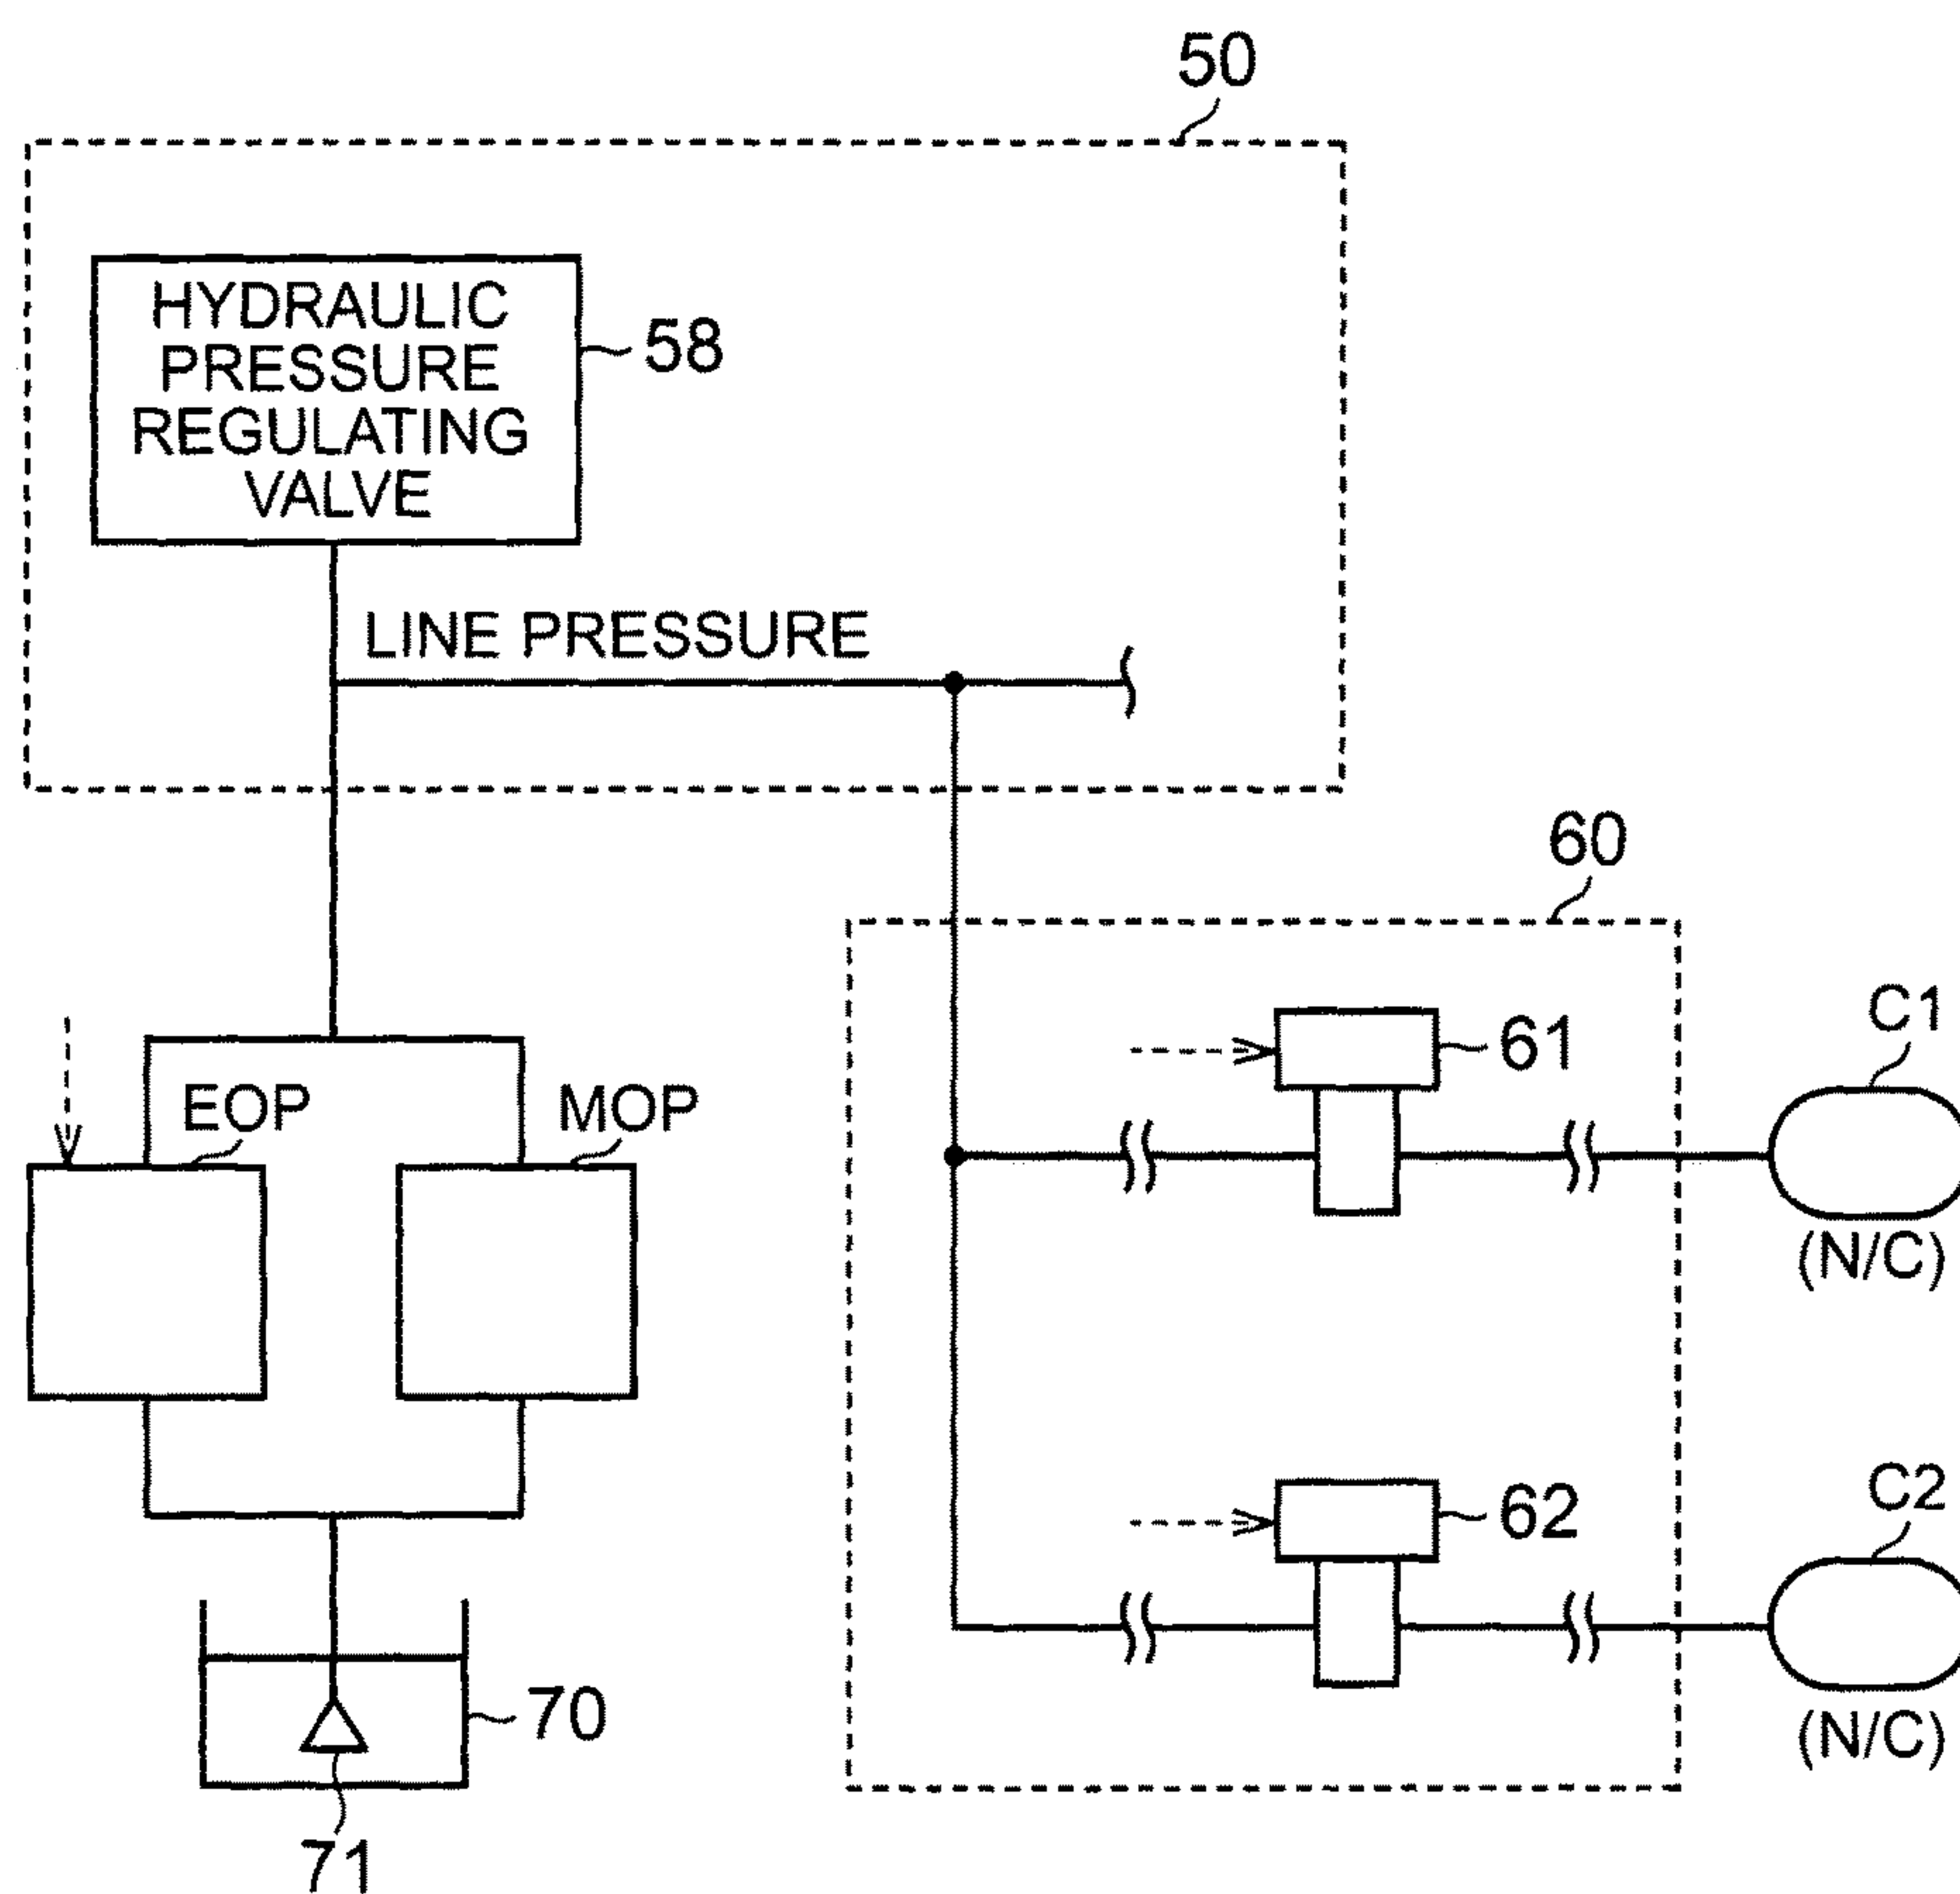 50
HYDRAULIC
PRESSURE
REGULATING
VALVE
58
LINE PRESSURE
60
EOP
MOP
61
C1
(N/C)
62
C2
(N/C)
70
71